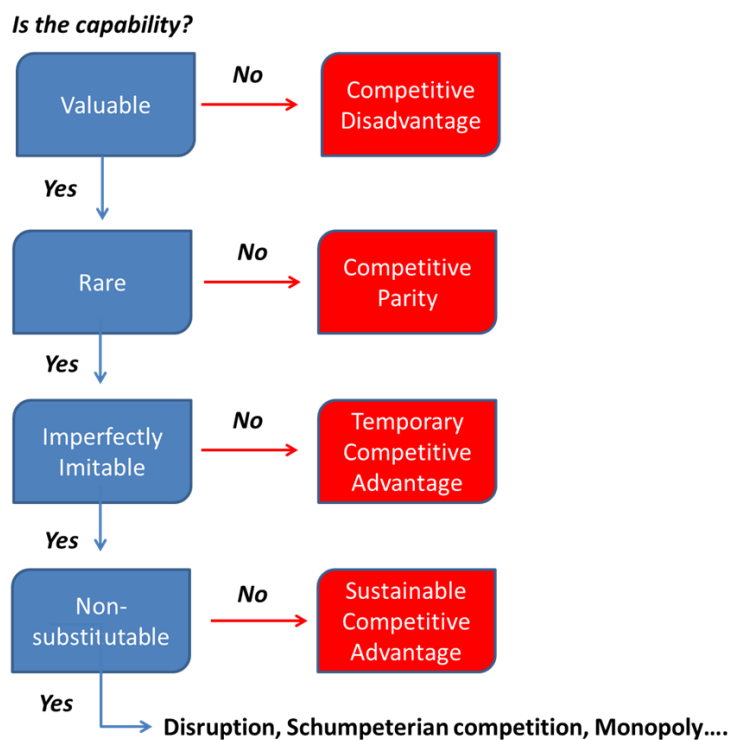 Is the capability?
Valuable
No
Competitive
Disadvantage
Yes
Rare
No
Competitive
Parity
Yes
Imperfectly
Imitable
No
Temporary
Competitive
Advantage
Yes
Non-
substitutable
No
Sustainable
Competitive
Advantage
Yes
Disruption, Schumpeterian competition, Monopoly....